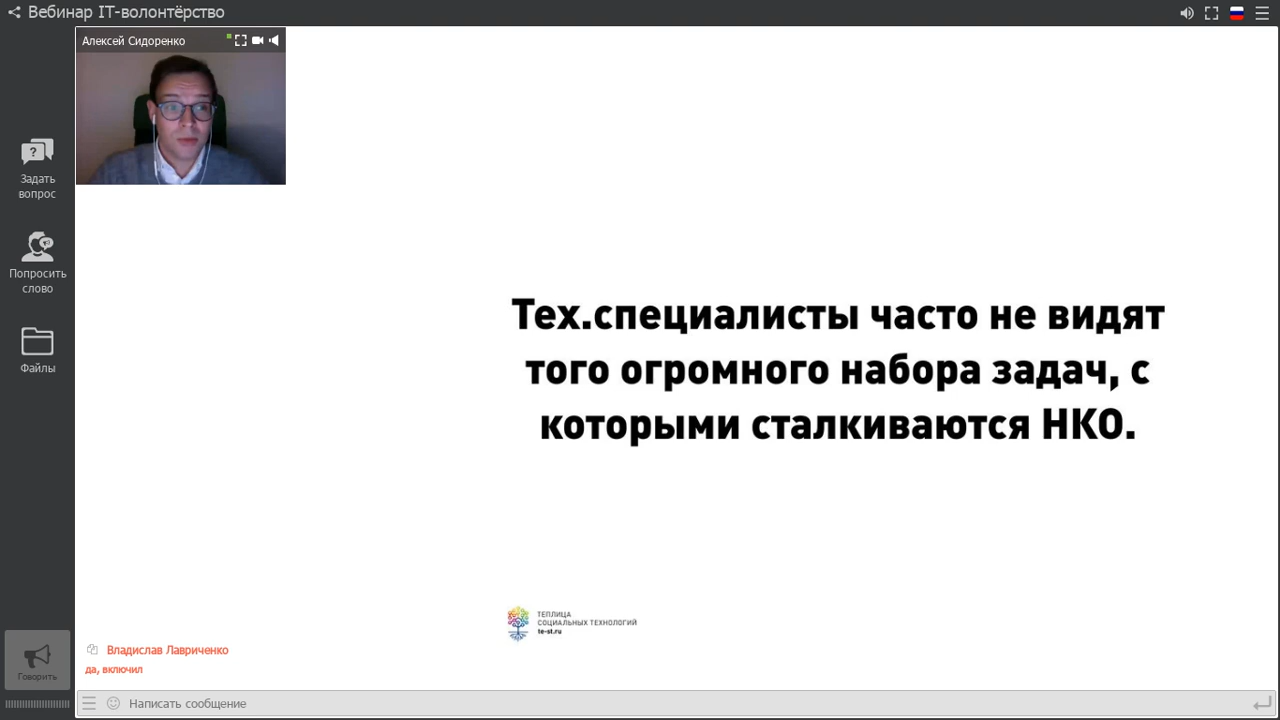 Вебинар IT-волонтёрство
Алексей Сидоренко
Задать
вопрос
Попросить
слово
Файлы
Тех.специалисты часто не видят
того огромного набора задач, с
которыми сталкиваются НКО.
ТЕПЛИЦА
СОЦИАЛЬНЫХ ТЕХНОЛОГИЙ
te-st.ru
Владислав Лавриченко
да, включил
Говорить
Написать сообщение